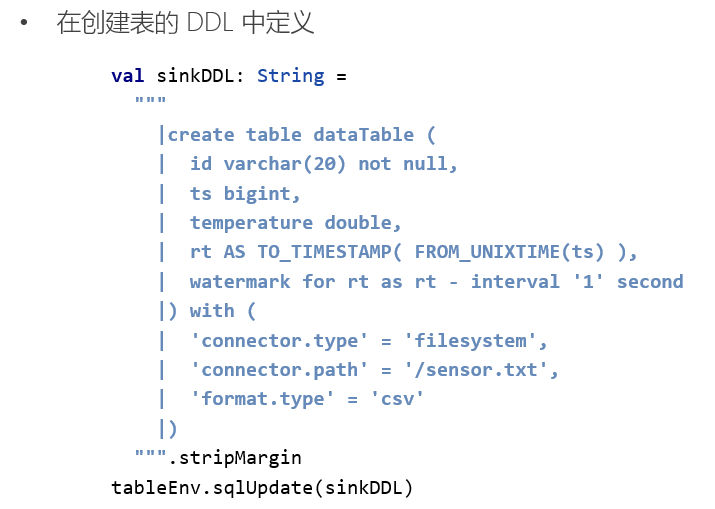 • 在创建表的 DDL 中定义
val sinkDDL: String =
  """
    |create table dataTable (
    |  id varchar(20) not null,
    |  ts bigint,
    |  temperature double,
    |  rt AS TO_TIMESTAMP( FROM_UNIXTIME(ts) ),
    |  watermark for rt as rt - interval '1' second
    |) with (
    |  'connector.type' = 'filesystem',
    |  'connector.path' = '/sensor.txt',
    |  'format.type' = 'csv'
    |)
  """.stripMargin
tableEnv.sqlUpdate(sinkDDL)